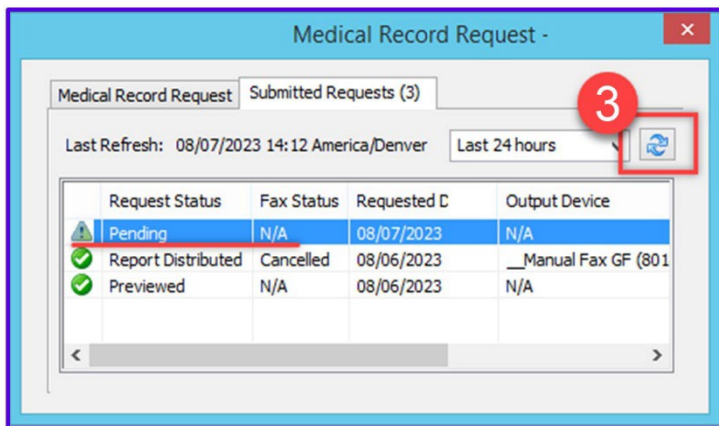 Medical Record Request -
Medical Record Request Submitted Requests (3)
3
Last Refresh: 08/07/2023 14:12 America/Denver Last 24 hours
Request Status Fax Status Requested D Output Device
Pending N/A 08/07/2023 N/A
Report Distributed Cancelled 08/06/2023 __Manual Fax GF (801
Previewed N/A 08/06/2023 N/A